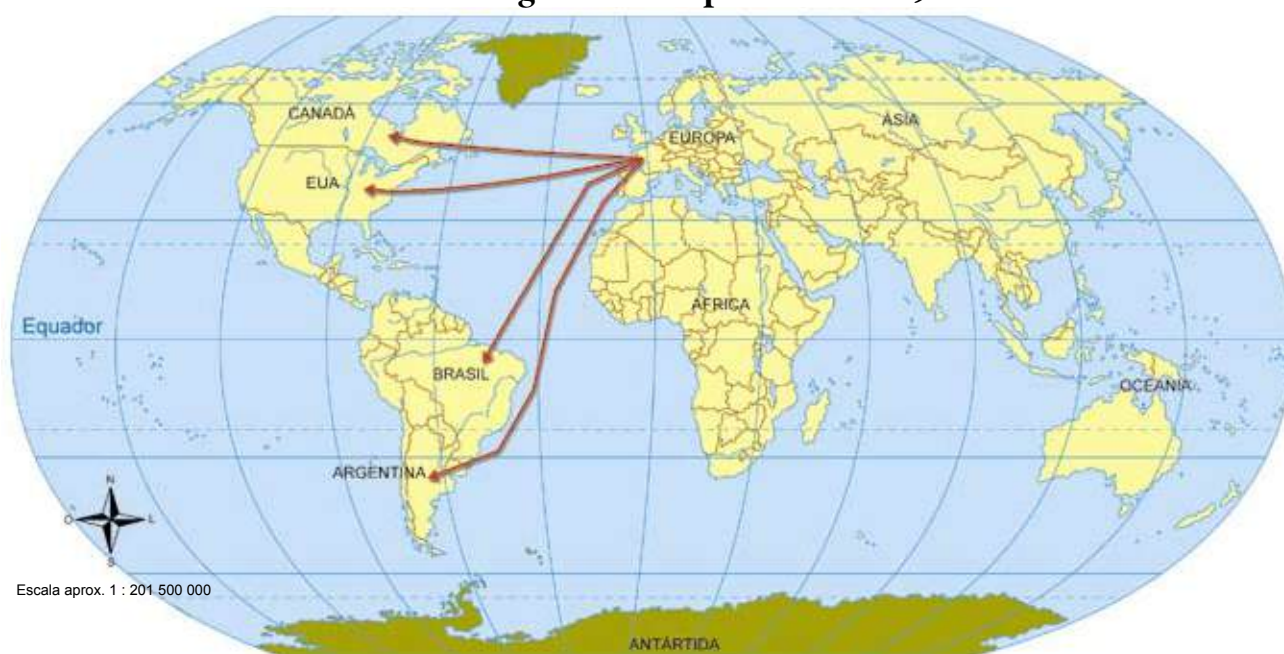 CANADÁ
EUROPA
ÁSIA
EUA
ÁFRICA
Equador
BRASIL
OCEANIA
ARGENTINA
N
O
L
S
Escala aprox. 1 : 201 500 000
ANTÁRTIDA